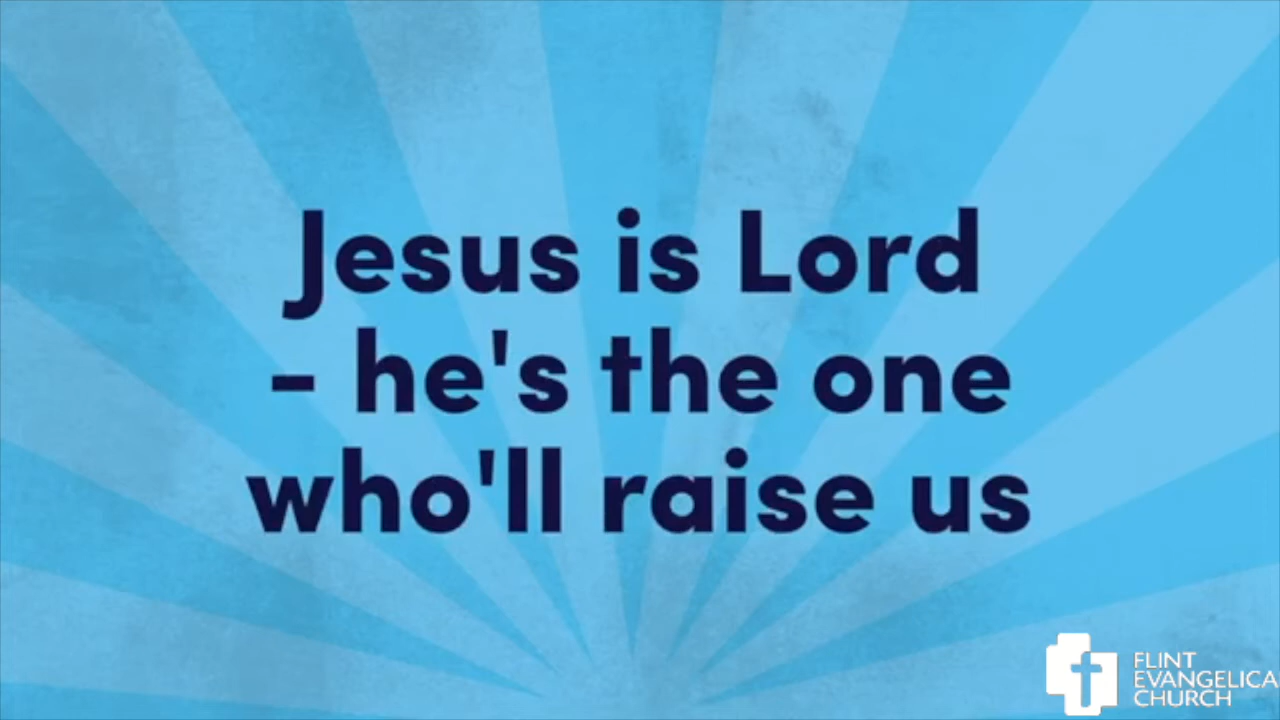 Jesus is Lord
- he's the one
who'll raise us
FLINT
EVANGELICA
CHURCH